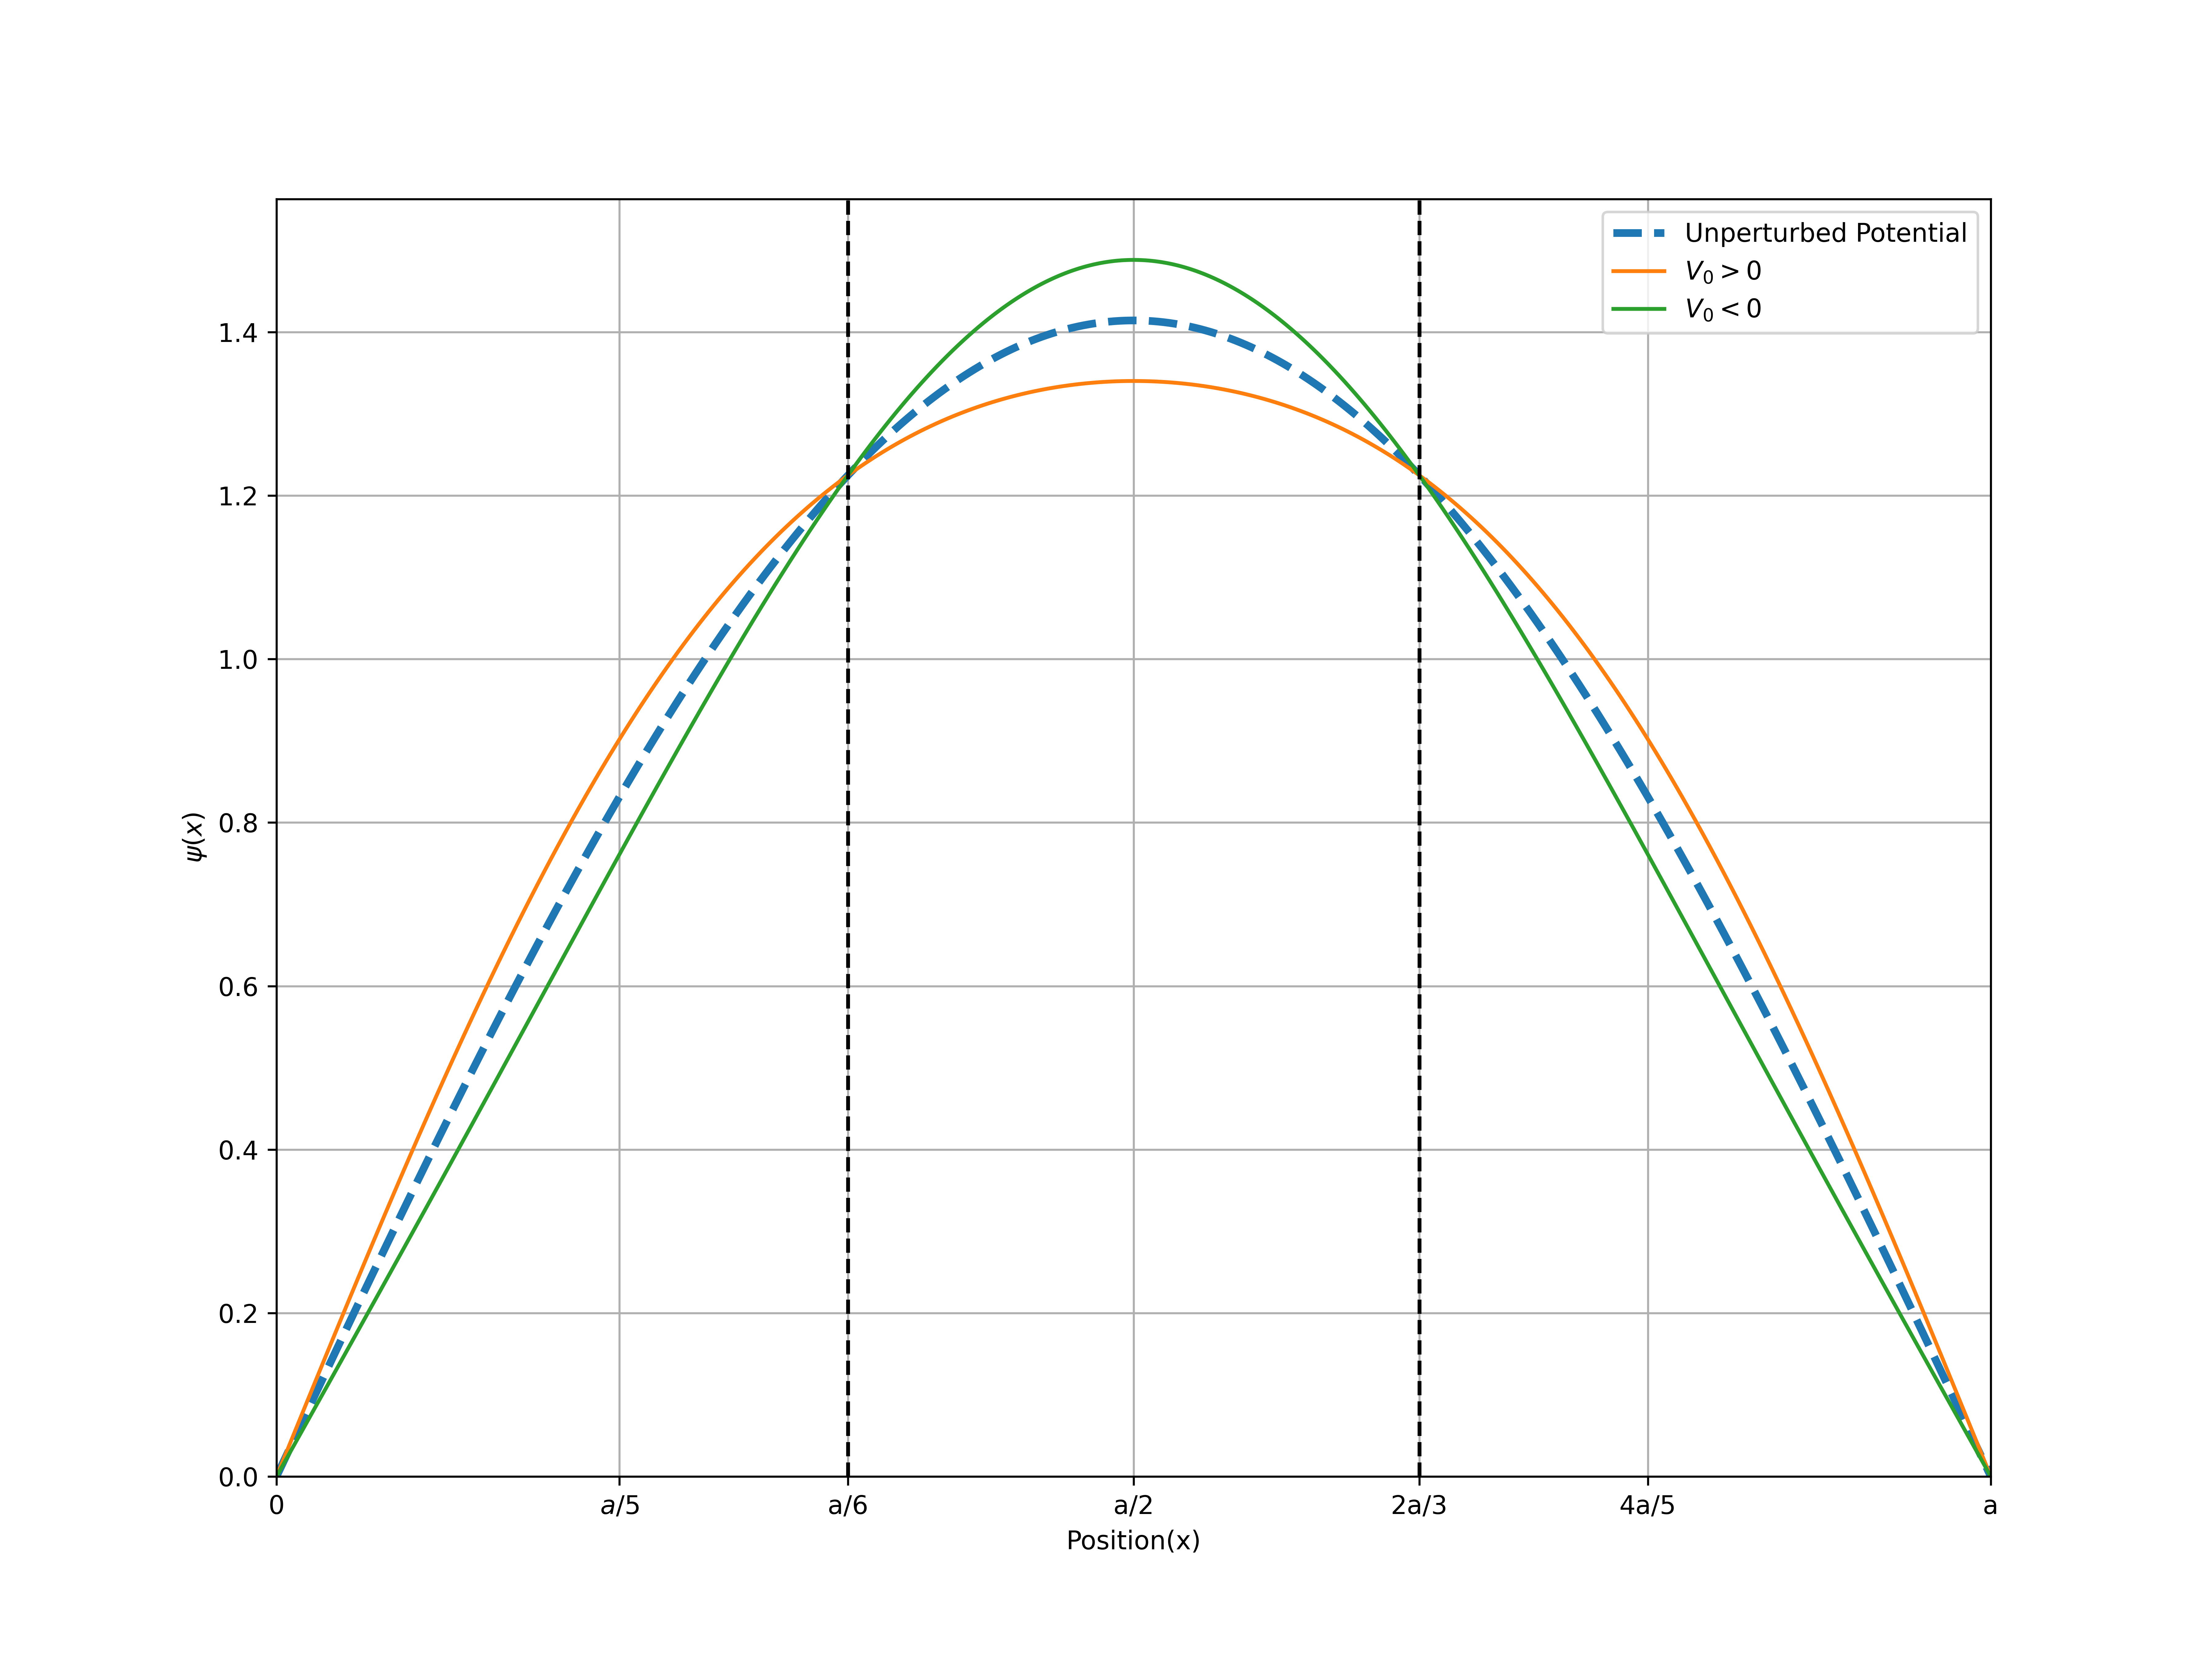 Unperturbed Potential
V₀ > 0
V₀ < 0
ψ(x)
1.4
1.2
1.0
0.8
0.6
0.4
0.2
0.0
0 a/5 a/6 a/2 2a/3 4a/5 a
Position(x)